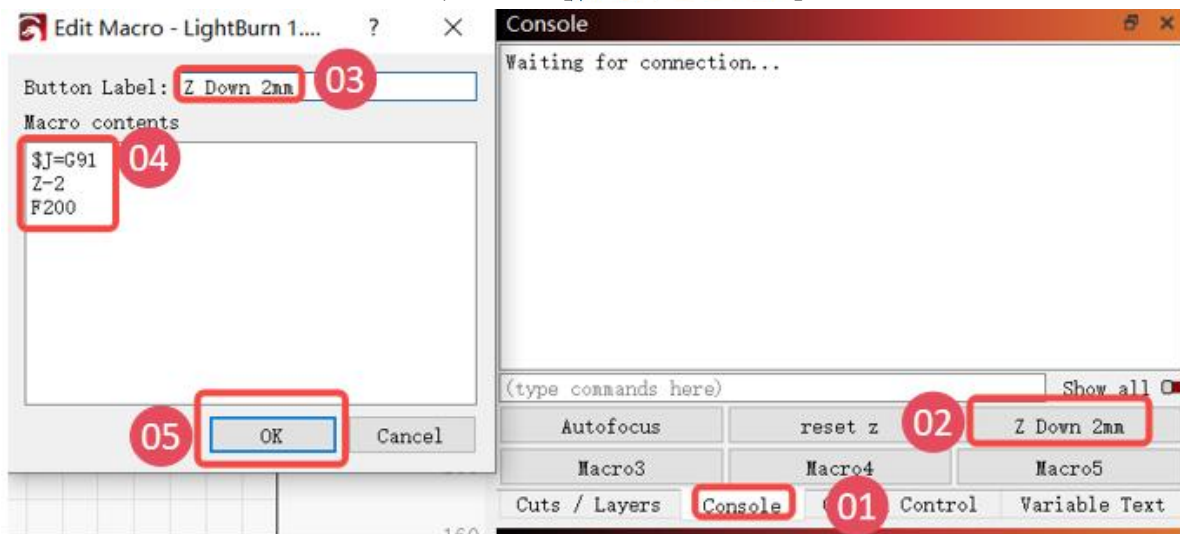 Edit Macro - LightBurn 1.... ? ×
Button Label: Z Down 2mm 03
Macro contents
$J=G91
Z-2
F200
04
05 OK Cancel
Console
Waiting for connection...
(type commands here) Show all
Autofocus reset z 02 Z Down 2mm
Macro3 Macro4 Macro5
Cuts / Layers Console 01 Control Variable Text
160